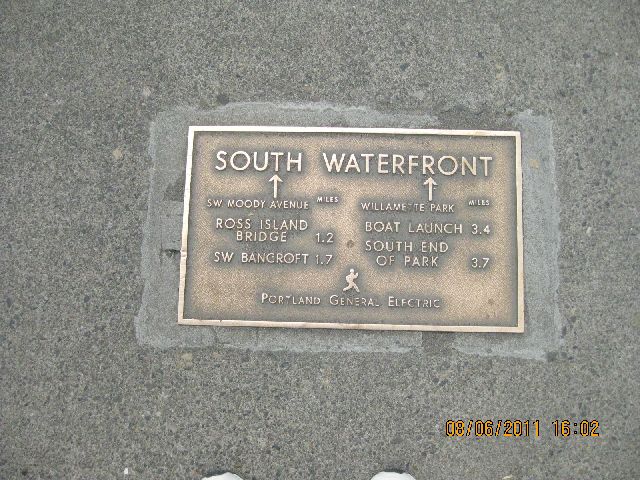 SOUTH WATERFRONT
SW MOODY AVENUE MILES
ROSS ISLAND
BRIDGE 1.2
SW BANCROFT 1.7
WILLAMETTE PARK MILES
BOAT LAUNCH 3.4
SOUTH END
OF PARK 3.7
PORTLAND GENERAL ELECTRIC
08/06/2011 16:02